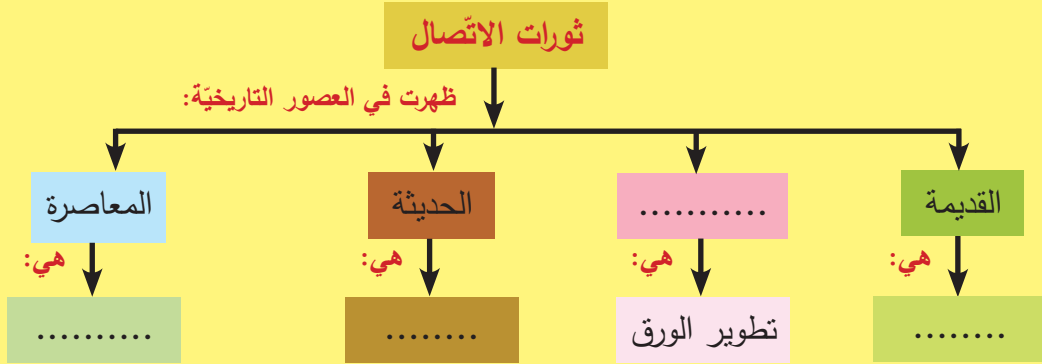 ثورات الاتّصال
ظهرت في العصور التاريخيّة:
القديمة
...........
الحديثة
المعاصرة
هي:
هي:
هي:
هي:
........
تطوير الورق
........
..........